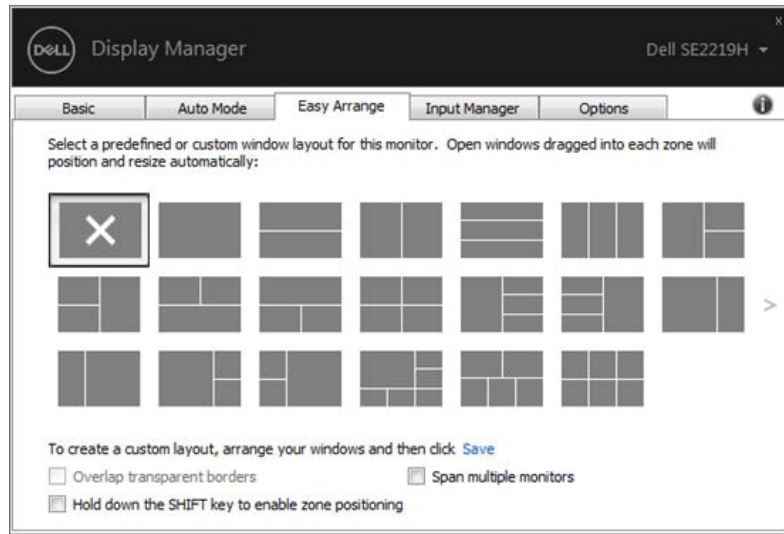 x
DELL Display Manager Dell SE2219H
Basic Auto Mode Easy Arrange Input Manager Options
Select a predefined or custom window layout for this monitor. Open windows dragged into each zone will
position and resize automatically:
>
To create a custom layout, arrange your windows and then click Save
Overlap transparent borders Span multiple monitors
Hold down the SHIFT key to enable zone positioning